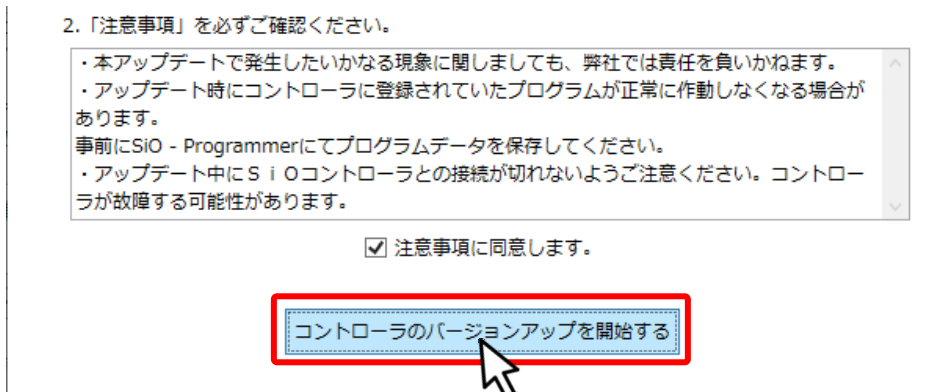 2.「注意事項」を必ずご確認ください。
・本アップデートで発生したいかなる現象に関しましても、弊社では責任を負いかねます。
・アップデート時にコントローラに登録されていたプログラムが正常に作動しなくなる場合が
あります。
事前にSiO - Programmerにてプログラムデータを保存してください。
・アップデート中にＳｉＯコントローラとの接続が切れないようご注意ください。コントロー
ラが故障する可能性があります。
注意事項に同意します。
コントローラのバージョンアップを開始する